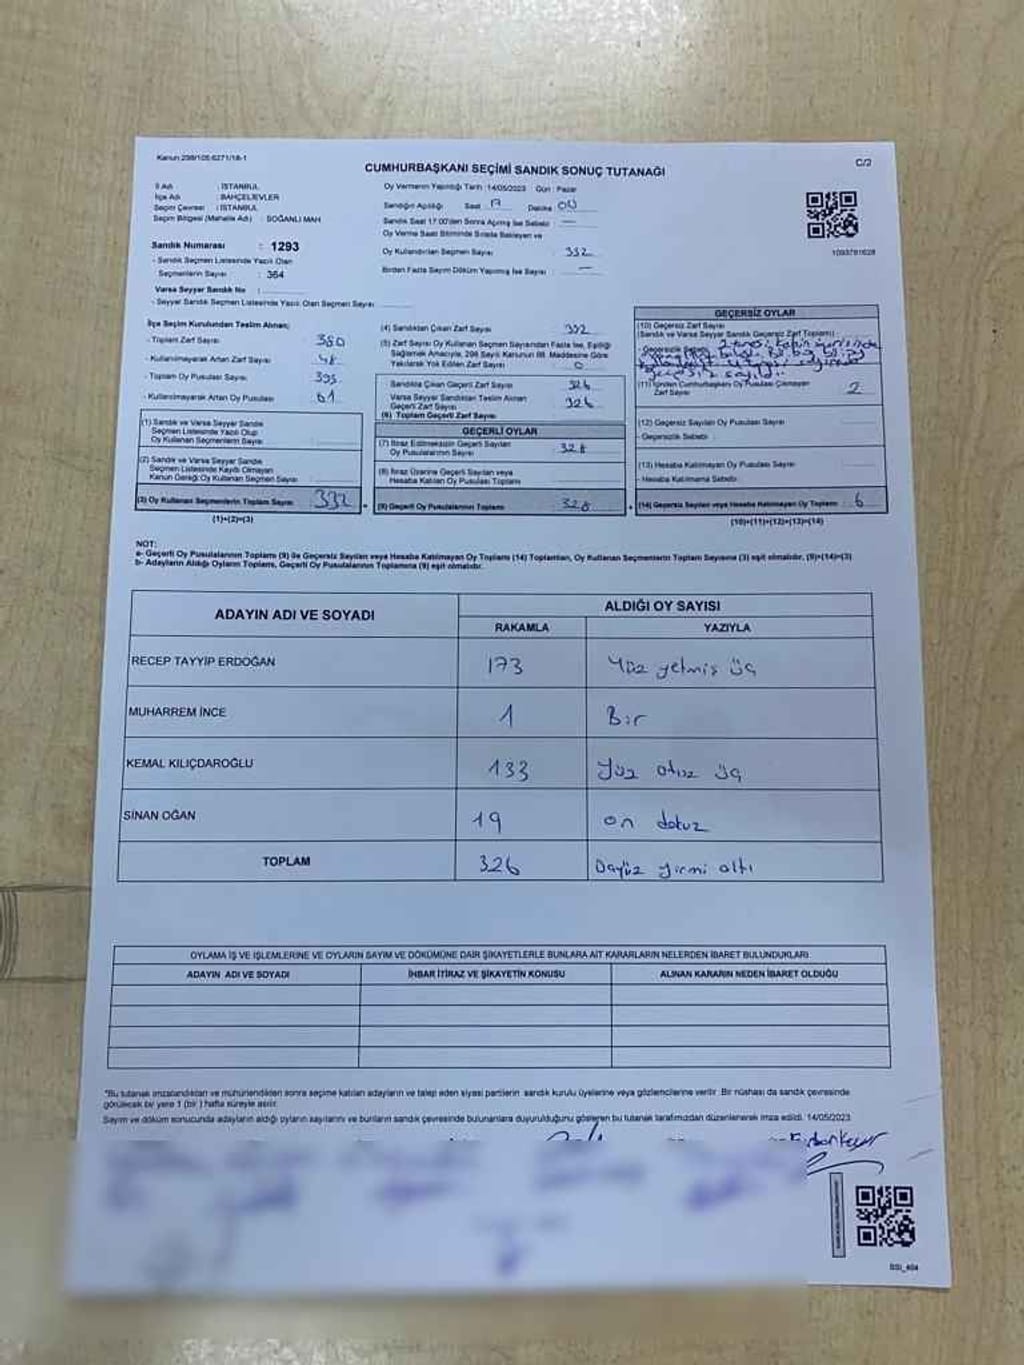 Kanun 298/105-6271/18-1
C/2
CUMHURBAŞKANI SEÇİMİ SANDIK SONUÇ TUTANAĞI
İl Adı : İSTANBUL
İlçe Adı : BAHÇELİEVLER
Seçim Çevresi : İSTANBUL
Seçim Bölgesi (Mahalle Adı) : SOĞANLI MAH
Sandık Numarası : 1293
- Sandık Seçmen Listesinde Yazılı Olan
Seçmenlerin Sayısı : 364
Varsa Seyyar Sandık No :
- Seyyar Sandık Seçmen Listesinde Yazılı Olan Seçmen Sayısı
Oy Vermenin Yapıldığı Tarih : 14/05/2023 Gün : Pazar
Sandığın Açıldığı Saat 17 Dakika 00
Sandık Saat 17:00'den Sonra Açılmış İse Sebebi : —
Oy Verme Saati Bitiminde Sırada Bekleyen ve
Oy Kullandırılan Seçmen Sayısı 332
Birden Fazla Sayım Döküm Yapılmış İse Sayısı —
1093791628
İlçe Seçim Kurulundan Teslim Alınan;
- Toplam Zarf Sayısı 380
- Kullanılmayarak Artan Zarf Sayısı 48
- Toplam Oy Pusulası Sayısı 395
- Kullanılmayarak Artan Oy Pusulası 61
(1) Sandık ve Varsa Seyyar Sandık
Seçmen Listesinde Yazılı Olup
Oy Kullanan Seçmenlerin Sayısı
(2) Sandık ve Varsa Seyyar Sandık
Seçmen Listesinde Kaydı Olmayan
Kanun Gereği Oy Kullanan Seçmen Sayısı
(3) Oy Kullanan Seçmenlerin Toplam Sayısı 332
(1)+(2)=(3)
(4) Sandıktan Çıkan Zarf Sayısı 332
(5) Zarf Sayısı Oy Kullanan Seçmen Sayısından Fazla İse, Eşitliği
Sağlamak Amacıyla, 298 Sayılı Kanunun 98. Maddesine Göre
Yakılarak Yok Edilen Zarf Sayısı 0
Sandıkta Çıkan Geçerli Zarf Sayısı 326
Varsa Seyyar Sandıktan Teslim Alınan
Geçerli Zarf Sayısı 326
(6) Toplam Geçerli Zarf Sayısı
GEÇERLİ OYLAR
(7) İtiraz Edilmeksizin Geçerli Sayılan
Oy Pusulalarının Sayısı 328
(8) İtiraz Üzerine Geçerli Sayılan veya
Hesaba Katılan Oy Pusulası Toplamı
(9) Geçerli Oy Pusulalarının Toplamı 328
GEÇERSİZ OYLAR
(10) Geçersiz Zarf Sayısı
(Sandık ve Varsa Seyyar Sandık Geçersiz Zarf Toplamı)
- Geçersizlik Sebebi
geçersiz sayıldı.
(11) İçinden Cumhurbaşkanı Oy Pusulası Çıkmayan
Zarf Sayısı 2
(12) Geçersiz Sayılan Oy Pusulası Sayısı
- Geçersizlik Sebebi :
(13) Hesaba Katılmayan Oy Pusulası Sayısı
- Hesaba Katılmama Sebebi
(14) Geçersiz Sayılan veya Hesaba Katılmayan Oy Toplamı 6
(10)+(11)+(12)+(13)=(14)
NOT:
a- Geçerli Oy Pusulalarının Toplamı (9) ile Geçersiz Sayılan veya Hesaba Katılmayan Oy Toplamı (14) Toplamları, Oy Kullanan Seçmenlerin Toplam Sayısına (3) eşit olmalıdır. (9)+(14)=(3)
b- Adayların Aldığı Oyların Toplamı, Geçerli Oy Pusulalarının Toplamına (9) eşit olmalıdır.
ADAYIN ADI VE SOYADI
ALDIĞI OY SAYISI
RAKAMLA YAZIYLA
RECEP TAYYİP ERDOĞAN 173 Yüz yetmiş üç
MUHARREM İNCE 1 Bir
KEMAL KILIÇDAROĞLU 133 Yüz otuz üç
SİNAN OĞAN 19 on dokuz
TOPLAM 326 yirmi altı
OYLAMA İŞ VE İŞLEMLERİNE VE OYLARIN SAYIM VE DÖKÜMÜNE DAİR ŞİKAYETLERLE BUNLARA AİT KARARLARIN NELERDEN İBARET BULUNDUKLARI
ADAYIN ADI VE SOYADI İHBAR İTİRAZ VE ŞİKAYETİN KONUSU ALINAN KARARIN NEDEN İBARET OLDUĞU
*Bu tutanak imzalandıktan ve mühürlendikten sonra seçime katılan adayların ve talep eden siyasi partilerin sandık kurulu üyelerine veya gözlemcilerine verilir. Bir nüshası da sandık çevresinde
görülecek bir yere 1 (bir) hafta süreyle asılır.
Sayım ve döküm sonucunda adayların aldığı oyların sayılarını ve bunların sandık çevresinde bulunanlara duyurulduğunu gösteren bu tutanak tarafımızdan düzenlenerek imza edildi. 14/05/2023